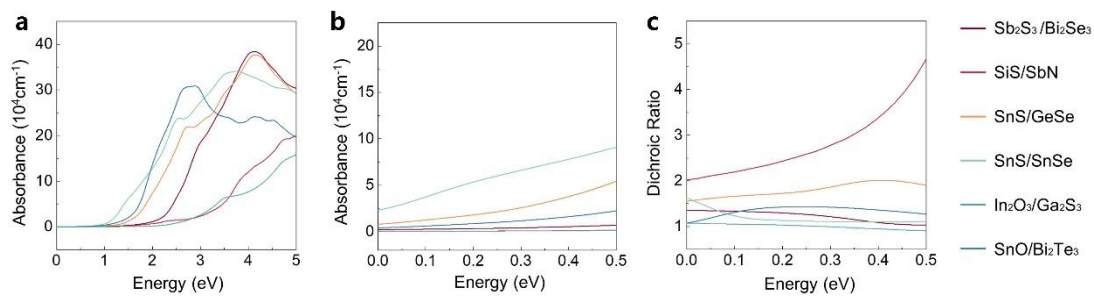 a
Absorbance (10⁴cm⁻¹)
40
30
20
10
0
0 1 2 3 4 5
Energy (eV)
b
Absorbance (10⁴cm⁻¹)
20
15
10
5
0
0.0 0.1 0.2 0.3 0.4 0.5
Energy (eV)
c
Dichroic Ratio
5
4
3
2
1
0.0 0.1 0.2 0.3 0.4 0.5
Energy (eV)
Sb₂S₃/Bi₂Se₃
SiS/SbN
SnS/GeSe
SnS/SnSe
In₂O₃/Ga₂S₃
SnO/Bi₂Te₃